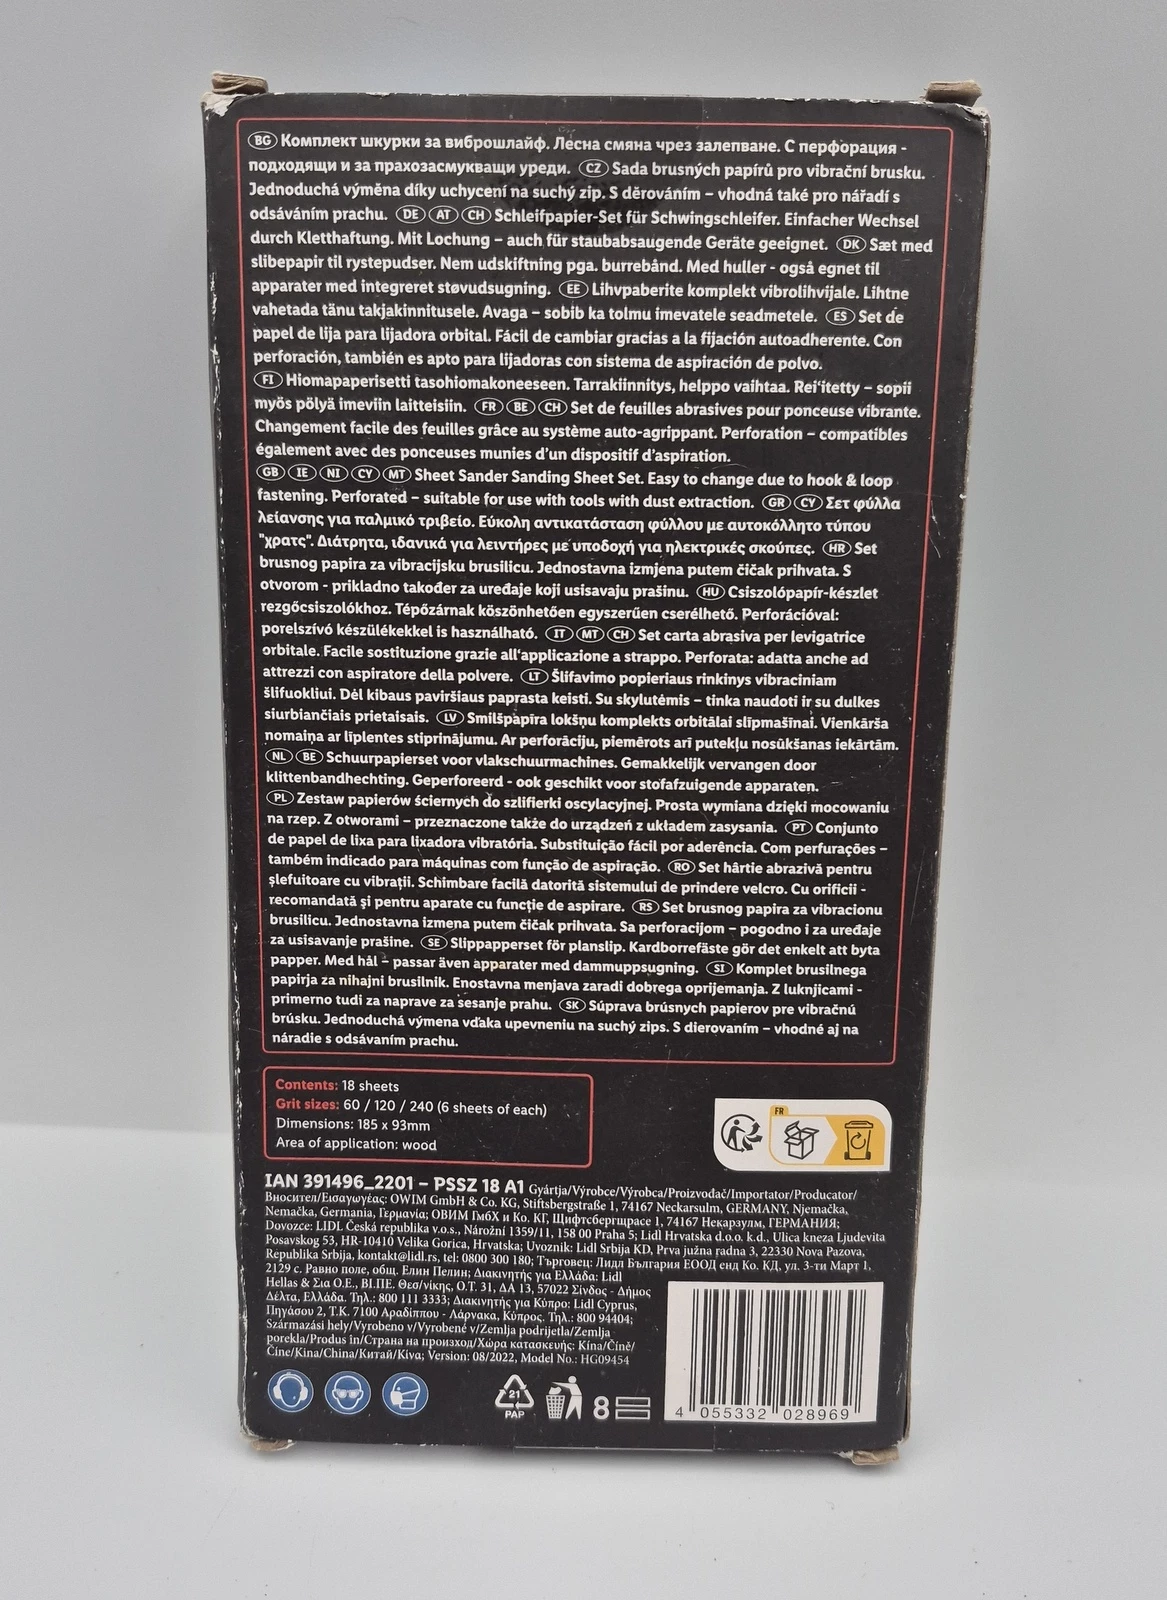 BG Комплект шкурки за виброшлайф. Лесна смяна чрез залепване. С перфорация -
подходящи и за прахозасмукващи уреди. CZ Sada brusných papírů pro vibrační brusku.
Jednoduchá výměna díky uchycení na suchý zip. S děrováním – vhodná také pro nářadí s
odsáváním prachu. DE AT CH Schleifpapier-Set für Schwingschleifer. Einfacher Wechsel
durch Kletthaftung. Mit Lochung – auch für staubabsaugende Geräte geeignet. DK Sæt med
slibepapir til rystepudser. Nem udskiftning pga. burrebånd. Med huller - også egnet til
apparater med integreret støvudsugning. EE Lihvpaberite komplekt vibrolihvijale. Lihtne
vahetada tänu takjakinnitusele. Avaga – sobib ka tolmu imevatele seadmetele. ES Set de
papel de lija para lijadora orbital. Fácil de cambiar gracias a la fijación autoadherente. Con
perforación, también es apto para lijadoras con sistema de aspiración de polvo.
FI Hiomapaperisetti tasohiomakoneeseen. Tarrakiinnitys, helppo vaihtaa. Rei'itetty – sopii
myös pölyä imeviin laitteisiin. FR BE CH Set de feuilles abrasives pour ponceuse vibrante.
Changement facile des feuilles grâce au système auto-agrippant. Perforation – compatibles
également avec des ponceuses munies d'un dispositif d'aspiration.
GB IE NI CY MT Sheet Sander Sanding Sheet Set. Easy to change due to hook & loop
fastening. Perforated – suitable for use with tools with dust extraction. GR CY Σετ φύλλα
λείανσης για παλμικό τριβείο. Εύκολη αντικατάσταση φύλλου με αυτοκόλλητο τύπου
"χρατς". Διάτρητα, ιδανικά για λειντήρες με υποδοχή για ηλεκτρικές σκούπες. HR Set
brusnog papira za vibracijsku brusilicu. Jednostavna izmjena putem čičak prihvata. S
otvorom - prikladno također za uređaje koji usisavaju prašinu. HU Csiszolópapír-készlet
rezgőcsiszolókhoz. Tépőzárnak köszönhetően egyszerűen cserélhető. Perforációval:
porelszívó készülékekkel is használható. IT MT CH Set carta abrasiva per levigatrice
orbitale. Facile sostituzione grazie all'applicazione a strappo. Perforata: adatta anche ad
attrezzi con aspiratore della polvere. LT Šlifavimo popieriaus rinkinys vibraciniam
šlifuokliui. Dėl kibaus paviršiaus paprasta keisti. Su skylutėmis – tinka naudoti ir su dulkes
siurbiančiais prietaisais. LV Smilšpapīra lokšņu komplekts orbitālai slīpmašīnai. Vienkārša
nomaiņa ar līplentes stiprinājumu. Ar perforāciju, piemērots arī putekļu nosūkšanas iekārtām.
NL BE Schuurpapierset voor vlakschuurmachines. Gemakkelijk vervangen door
klittenbandhechting. Geperforeerd - ook geschikt voor stofafzuigende apparaten.
PL Zestaw papierów ściernych do szlifierki oscylacyjnej. Prosta wymiana dzięki mocowaniu
na rzep. Z otworami – przeznaczone także do urządzeń z układem zasysania. PT Conjunto
de papel de lixa para lixadora vibratória. Substituição fácil por aderência. Com perfurações –
também indicado para máquinas com função de aspiração. RO Set hârtie abrazivă pentru
şlefuitoare cu vibraţii. Schimbare facilă datorită sistemului de prindere velcro. Cu orificii -
recomandată şi pentru aparate cu funcţie de aspirare. RS Set brusnog papira za vibracionu
brusilicu. Jednostavna izmena putem čičak prihvata. Sa perforacijom – pogodno i za uređaje
za usisavanje prašine. SE Slippapperset för planslip. Kardborrefäste gör det enkelt att byta
papper. Med hål – passar även apparater med dammuppsugning. SI Komplet brusilnega
papirja za nihajni brusilnik. Enostavna menjava zaradi dobrega oprijemanja. Z luknjicami -
primerno tudi za naprave za sesanje prahu. SK Súprava brúsnych papierov pre vibračnú
brúsku. Jednoduchá výmena vďaka upevneniu na suchý zips. S dierovaním – vhodné aj na
náradie s odsávaním prachu.
Contents: 18 sheets
Grit sizes: 60 / 120 / 240 (6 sheets of each)
Dimensions: 185 x 93mm
Area of application: wood
FR
IAN 391496_2201 – PSSZ 18 A1 Gyártja/Výrobce/Výrobca/Proizvođač/Importator/Producator/
Вносител/Εισαγωγέας: OWIM GmbH & Co. KG, Stiftsbergstraße 1, 74167 Neckarsulm, GERMANY, Njemačka,
Nemačka, Germania, Γερμανία; ОВИМ ГмбХ и Ко. КГ, Щифтсбергщрасе 1, 74167 Некарзулм, ГЕРМАНИЯ;
Dovozce: LIDL Česká republika v.o.s., Nárožní 1359/11, 158 00 Praha 5; Lidl Hrvatska d.o.o. k.d., Ulica kneza Ljudevita
Posavskog 53, HR-10410 Velika Gorica, Hrvatska; Uvoznik: Lidl Srbija KD, Prva južna radna 3, 22330 Nova Pazova,
Republika Srbija, kontakt@lidl.rs, tel: 0800 300 180; Търговец: Лидл България ЕООД енд Ко. КД, ул. 3-ти Март 1,
2129 с. Равно поле, общ. Елин Пелин; Διακινητής για Ελλάδα: Lidl
Hellas & Σια Ο.Ε., ΒΙ.ΠΕ. Θεσ/νίκης, Ο.Τ. 31, ΔΑ 13, 57022 Σίνδος - Δήμος
Δέλτα, Ελλάδα. Τηλ.: 800 111 3333; Διακινητής για Κύπρο: Lidl Cyprus,
Πηγάσου 2, Τ.Κ. 7100 Αραδίππου - Λάρνακα, Κύπρος. Τηλ.: 800 94404;
Származási hely/Vyrobeno v/Vyrobené v/Zemlja podrijetla/Zemlja
porekla/Produs în/Страна на произход/Χώρα κατασκευής: Kína/Číně/
Číne/Kina/China/Китай/Κίνα; Version: 08/2022, Model No.: HG09454
21
PAP
8
4 055332 028969